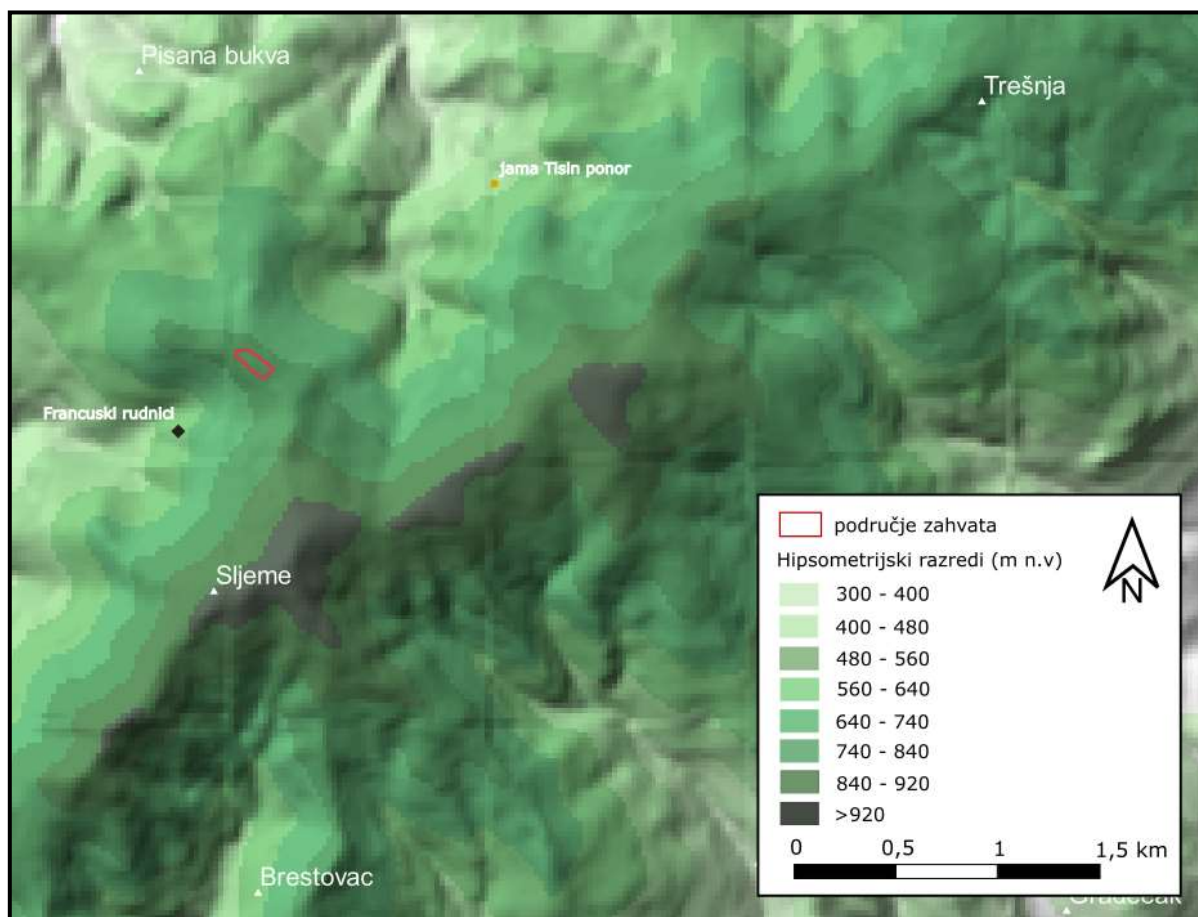 Pisana bukva
Trešnja
jama Tisin ponor
Francuski rudnici
Sljeme
Brestovac
područje zahvata
Hipsometrijski razredi (m n.v)
300 - 400
400 - 480
480 - 560
560 - 640
640 - 740
740 - 840
840 - 920
>920
N
0 0,5 1 1,5 km